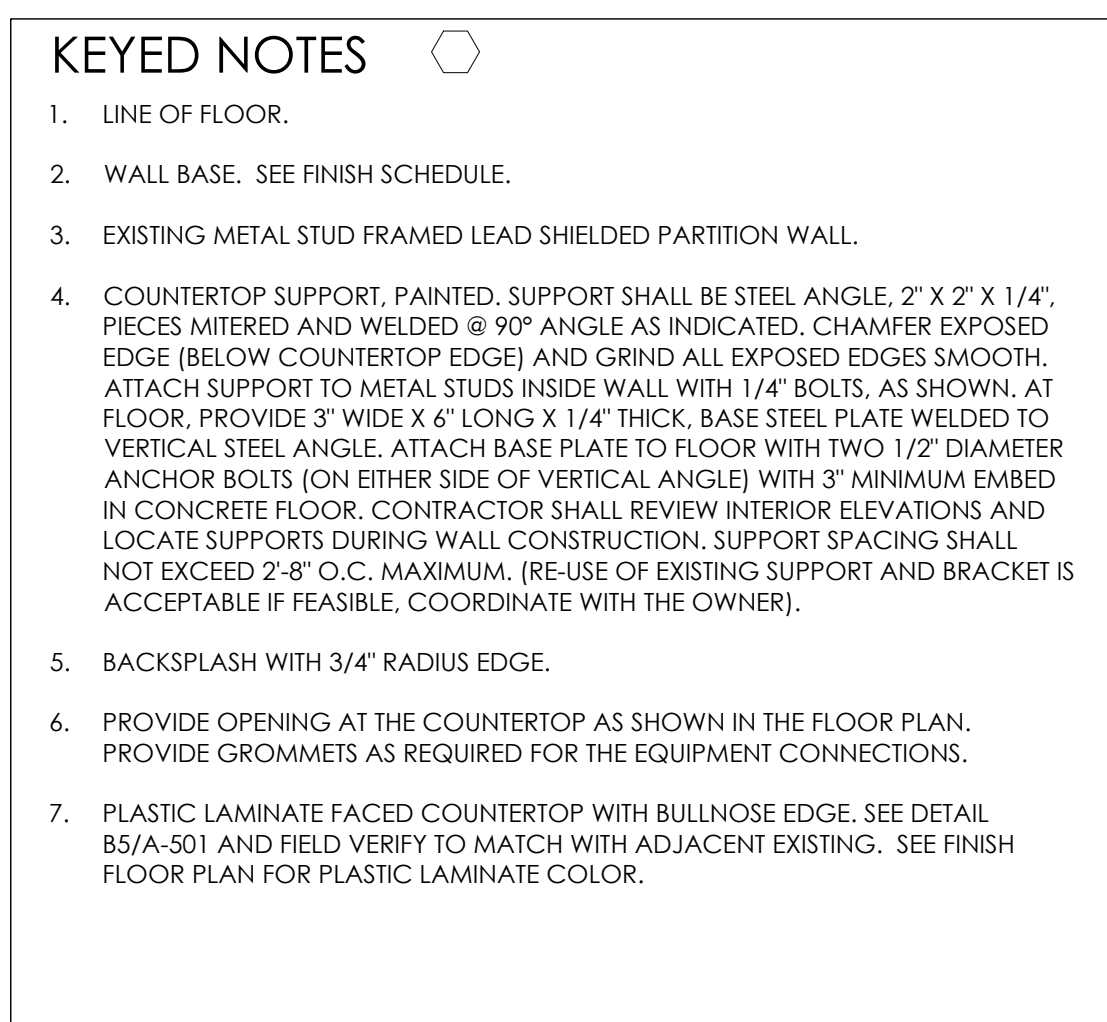 KEYED NOTES
1. LINE OF FLOOR.
2. WALL BASE.  SEE FINISH SCHEDULE.
3. EXISTING METAL STUD FRAMED LEAD SHIELDED PARTITION WALL.
4. COUNTERTOP SUPPORT, PAINTED. SUPPORT SHALL BE STEEL ANGLE, 2" X 2" X 1/4",
PIECES MITERED AND WELDED @ 90° ANGLE AS INDICATED. CHAMFER EXPOSED
EDGE (BELOW COUNTERTOP EDGE) AND GRIND ALL EXPOSED EDGES SMOOTH.
ATTACH SUPPORT TO METAL STUDS INSIDE WALL WITH 1/4" BOLTS, AS SHOWN. AT
FLOOR, PROVIDE 3" WIDE X 6" LONG X 1/4" THICK, BASE STEEL PLATE WELDED TO
VERTICAL STEEL ANGLE. ATTACH BASE PLATE TO FLOOR WITH TWO 1/2" DIAMETER
ANCHOR BOLTS (ON EITHER SIDE OF VERTICAL ANGLE) WITH 3" MINIMUM EMBED
IN CONCRETE FLOOR. CONTRACTOR SHALL REVIEW INTERIOR ELEVATIONS AND
LOCATE SUPPORTS DURING WALL CONSTRUCTION. SUPPORT SPACING SHALL
NOT EXCEED 2'-8" O.C. MAXIMUM. (RE-USE OF EXISTING SUPPORT AND BRACKET IS
ACCEPTABLE IF FEASIBLE, COORDINATE WITH THE OWNER).
5. BACKSPLASH WITH 3/4" RADIUS EDGE.
6. PROVIDE OPENING AT THE COUNTERTOP AS SHOWN IN THE FLOOR PLAN.
PROVIDE GROMMETS AS REQUIRED FOR THE EQUIPMENT CONNECTIONS.
7. PLASTIC LAMINATE FACED COUNTERTOP WITH BULLNOSE EDGE. SEE DETAIL
B5/A-501 AND FIELD VERIFY TO MATCH WITH ADJACENT EXISTING.  SEE FINISH
FLOOR PLAN FOR PLASTIC LAMINATE COLOR.